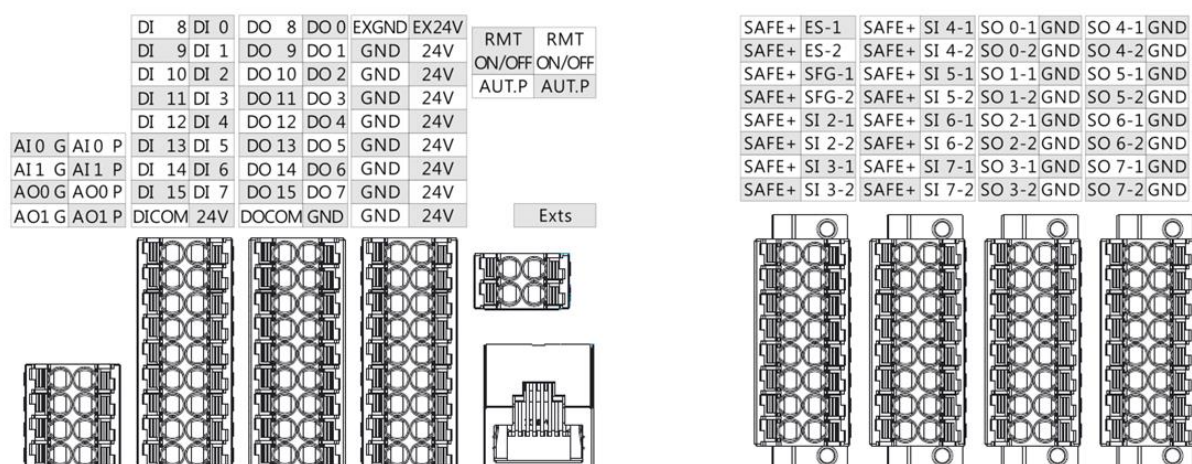 DI 8 DI 0 DO 8 DO 0 EXGND EX24V
DI 9 DI 1 DO 9 DO 1 GND 24V
DI 10 DI 2 DO 10 DO 2 GND 24V
DI 11 DI 3 DO 11 DO 3 GND 24V
DI 12 DI 4 DO 12 DO 4 GND 24V
AI0 G AI0 P DI 13 DI 5 DO 13 DO 5 GND 24V
AI1 G AI1 P DI 14 DI 6 DO 14 DO 6 GND 24V
AO0 G AO0 P DI 15 DI 7 DO 15 DO 7 GND 24V
AO1 G AO1 P DICOM 24V DOCOM GND GND 24V
RMT RMT
ON/OFF ON/OFF
AUT.P AUT.P
Exts
SAFE+ ES-1 SAFE+ SI 4-1 SO 0-1 GND SO 4-1 GND
SAFE+ ES-2 SAFE+ SI 4-2 SO 0-2 GND SO 4-2 GND
SAFE+ SFG-1 SAFE+ SI 5-1 SO 1-1 GND SO 5-1 GND
SAFE+ SFG-2 SAFE+ SI 5-2 SO 1-2 GND SO 5-2 GND
SAFE+ SI 2-1 SAFE+ SI 6-1 SO 2-1 GND SO 6-1 GND
SAFE+ SI 2-2 SAFE+ SI 6-2 SO 2-2 GND SO 6-2 GND
SAFE+ SI 3-1 SAFE+ SI 7-1 SO 3-1 GND SO 7-1 GND
SAFE+ SI 3-2 SAFE+ SI 7-2 SO 3-2 GND SO 7-2 GND